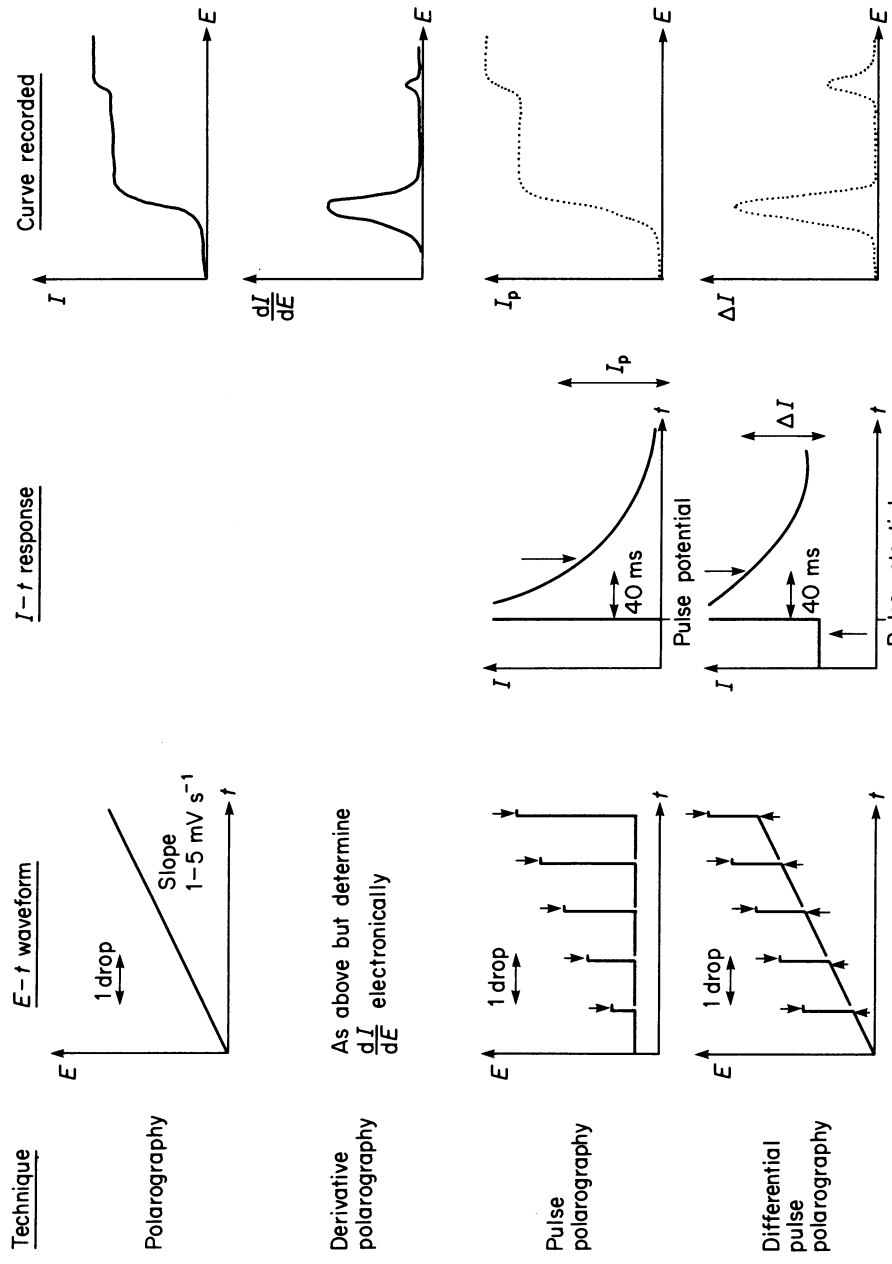 Technique
E–t waveform
I–t response
Curve recorded
Polarography
E
1 drop
Slope
1–5 mV s⁻¹
t
I
E
Derivative
polarography
As above but determine
dI/dE electronically
dI/dE
E
Pulse
polarography
E
1 drop
t
I
40 ms
t
Iₚ
Pulse potential
Iₚ
E
Differential
pulse
polarography
E
1 drop
t
I
40 ms
t
ΔI
ΔI
E